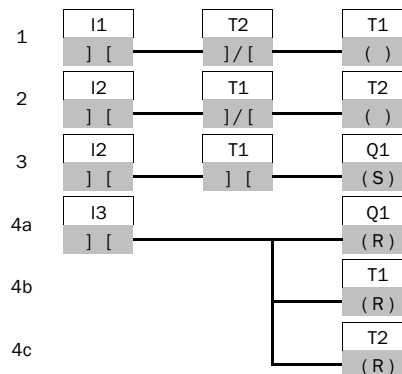 I1 T2 T1
1 ] [ ]/[ ( )
I2 T1 T2
2 ] [ ]/[ ( )
I2 T1 Q1
3 ] [ ] [ (S)
I3 Q1
4a ] [ (R)
T1
4b (R)
T2
4c (R)